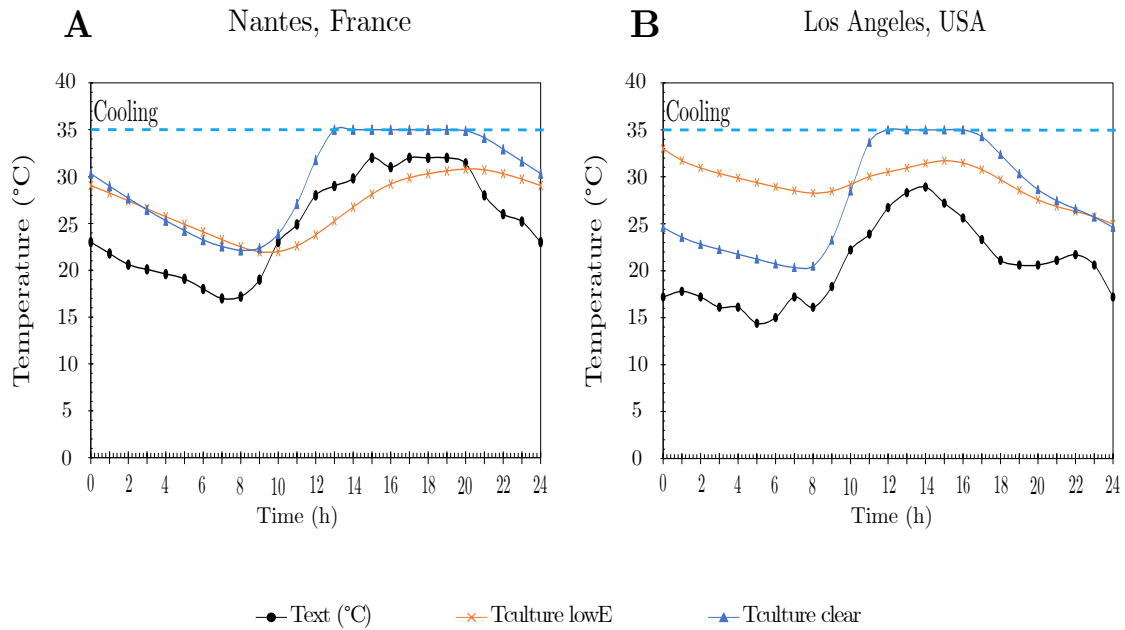 A Nantes, France
B Los Angeles, USA
Temperature (°C)
40
35
30
25
20
15
10
5
0
Cooling
0 2 4 6 8 10 12 14 16 18 20 22 24
Time (h)
Temperature (°C)
40
35
30
25
20
15
10
5
0
Cooling
0 2 4 6 8 10 12 14 16 18 20 22 24
Time (h)
Text (°C) Tculture lowE Tculture clear